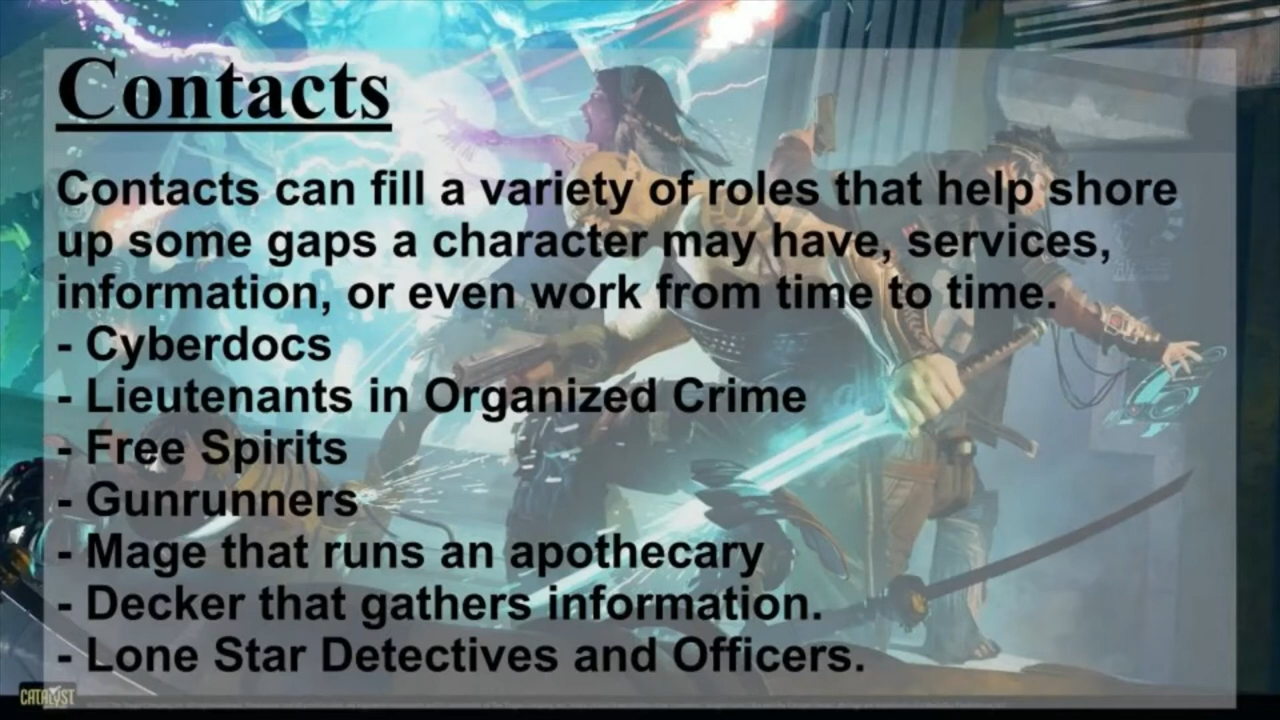 Contacts
Contacts can fill a variety of roles that help shore
up some gaps a character may have, services,
information, or even work from time to time.
- Cyberdocs
- Lieutenants in Organized Crime
- Free Spirits
- Gunrunners
- Mage that runs an apothecary
- Decker that gathers information.
- Lone Star Detectives and Officers.
CATALYST